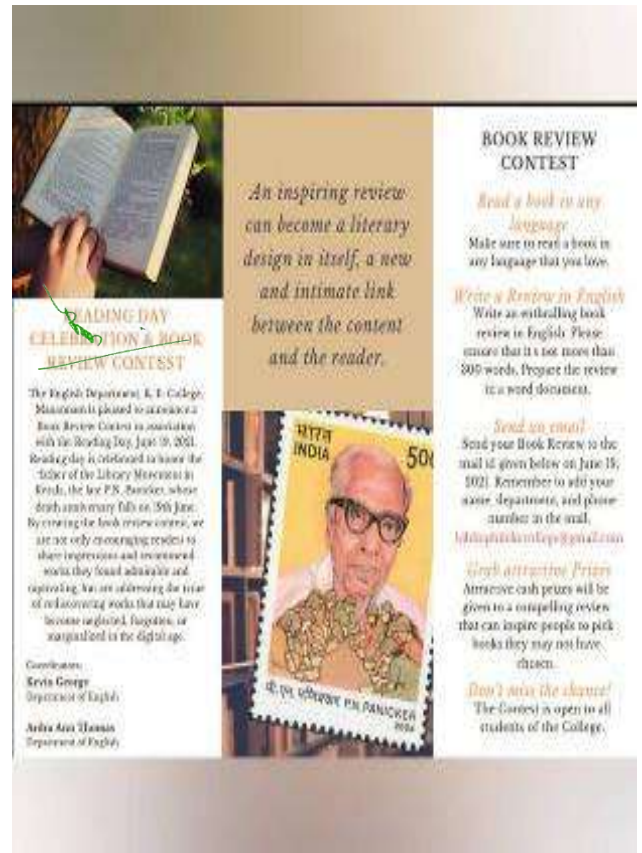 READING DAY
CELEBRATION & BOOK
REVIEW CONTEST
The English Department, K. E. College,
Mannanam is pleased to announce a
Book Review Contest in association
with the Reading Day, June 19, 2021.
Reading day is celebrated to honor the
'father of the Library Movement in
Kerala, the late P.N. Panicker, whose
death anniversary falls on 19th June.
By creating the book review contest, we
are not only encouraging readers to
share impressions and recommend
works they found admirable and
captivating, but are addressing the issue
of rediscovering works that may have
become neglected, forgotten, or
marginalized in the digital age.
Coordinators:
Kevin George
Department of English
Ardra Ann Thomas
Department of English
An inspiring review
can become a literary
design in itself, a new
and intimate link
between the content
and the reader.
भारत
INDIA
500
पी. एन. पणिक्कर P.N. PANICKER
2004
BOOK REVIEW
CONTEST
Read a book in any
language
Make sure to read a book in
any language that you love.
Write a Review in English
Write an enthralling book
review in English. Please
ensure that it's not more than
800 words. Prepare the review
in a word document.
Send an email
Send your Book Review to the
mail id given below on June 15,
2021. Remember to add your
name, department, and phone
number in the mail.
Grab attractive Prizes
Attractive cash prizes will be
given to a compelling review
that can inspire people to pick
books they may not have
chosen.
Don't miss the chance!
The Contest is open to all
students of the College.